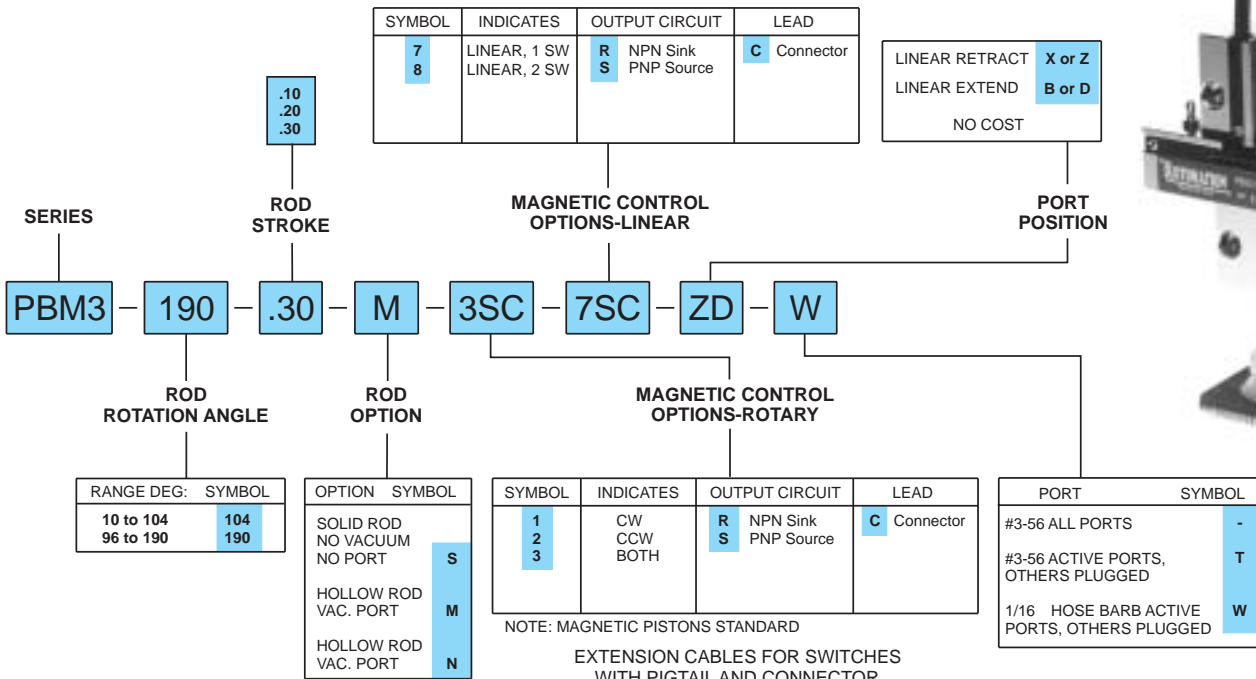 SYMBOL INDICATES OUTPUT CIRCUIT LEAD
7 LINEAR, 1 SW R NPN Sink C Connector
8 LINEAR, 2 SW S PNP Source
LINEAR RETRACT X or Z
LINEAR EXTEND B or D
NO COST
.10
.20
.30
SERIES
ROD
STROKE
MAGNETIC CONTROL
OPTIONS-LINEAR
PORT
POSITION
PBM3 - 190 - .30 - M - 3SC - 7SC - ZD - W
ROD
ROTATION ANGLE
ROD
OPTION
MAGNETIC CONTROL
OPTIONS-ROTARY
RANGE DEG: SYMBOL
10 to 104 104
96 to 190 190
OPTION SYMBOL
SOLID ROD
NO VACUUM
NO PORT S
HOLLOW ROD
VAC. PORT M
HOLLOW ROD
VAC. PORT N
SYMBOL INDICATES OUTPUT CIRCUIT LEAD
1 CW R NPN Sink C Connector
2 CCW S PNP Source
3 BOTH
NOTE: MAGNETIC PISTONS STANDARD
EXTENSION CABLES FOR SWITCHES
WITH PIGTAIL AND CONNECTOR
PORT SYMBOL
#3-56 ALL PORTS -
#3-56 ACTIVE PORTS, T
OTHERS PLUGGED
1/16 HOSE BARB ACTIVE W
PORTS, OTHERS PLUGGED